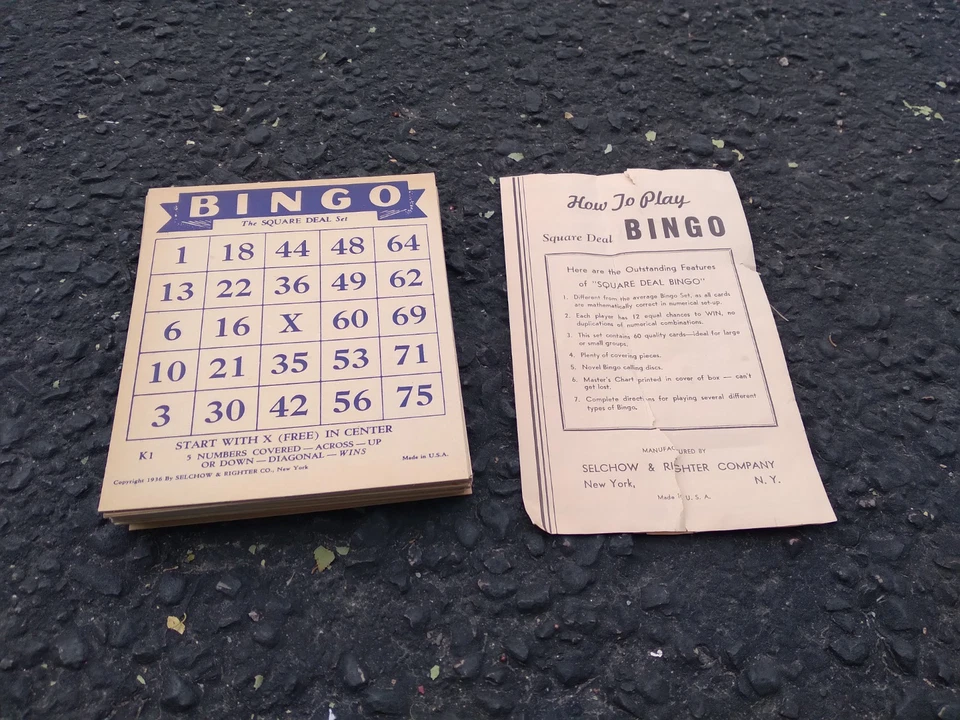 BINGO
The SQUARE DEAL Set
1 18 44 48 64
13 22 36 49 62
6 16 X 60 69
10 21 35 53 71
3 30 42 56 75
START WITH X (FREE) IN CENTER
K1 5 NUMBERS COVERED—ACROSS—UP
OR DOWN—DIAGONAL—WINS
Made in U.S.A.
Copyright 1936 By SELCHOW & RIGHTER CO., New York
How To Play
Square Deal BINGO
Here are the Outstanding Features
of "SQUARE DEAL BINGO"
1. Different from the average Bingo Set, as all cards
are mathematically correct in numerical set-up.
2. Each player has 12 equal chances to WIN, no
duplications of numerical combinations.
3. This set contains 60 quality cards—ideal for large
or small groups.
4. Plenty of covering pieces.
5. Novel Bingo calling discs.
6. Master's Chart printed in cover of box — can't
get lost.
7. Complete directions for playing several different
types of Bingo.
MANUFACTURED BY
SELCHOW & RIGHTER COMPANY
New York, N. Y.
Made in U. S. A.